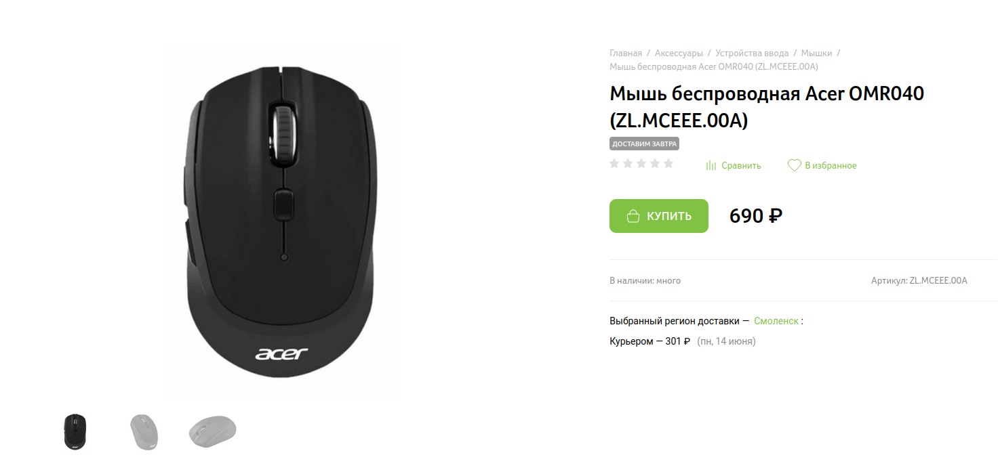 Главная / Аксессуары / Устройства ввода / Мышки /
Мышь беспроводная Acer OMR040 (ZL.MCEEE.00A)
Мышь беспроводная Acer OMR040
(ZL.MCEEE.00A)
ДОСТАВИМ ЗАВТРА
Сравнить В избранное
КУПИТЬ 690 ₽
В наличии: много Артикул: ZL.MCEEE.00A
Выбранный регион доставки — Смоленск :
Курьером — 301 ₽ (пн, 14 июня)
acer